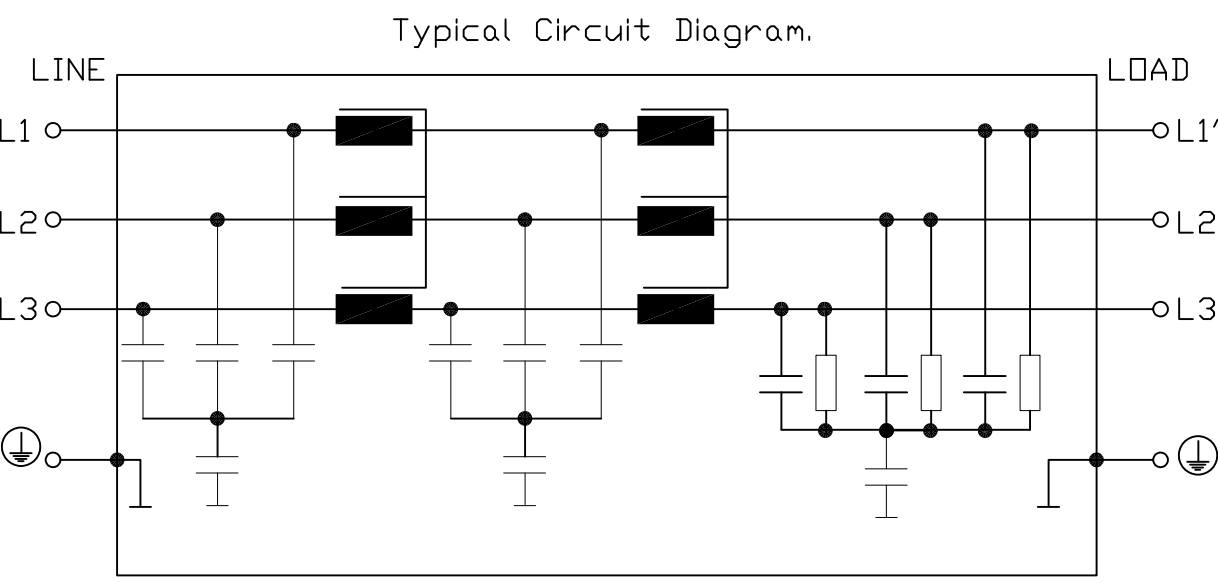 Typical Circuit Diagram.
LINE
LOAD
L1
L1'
L2
L2
L3
L3